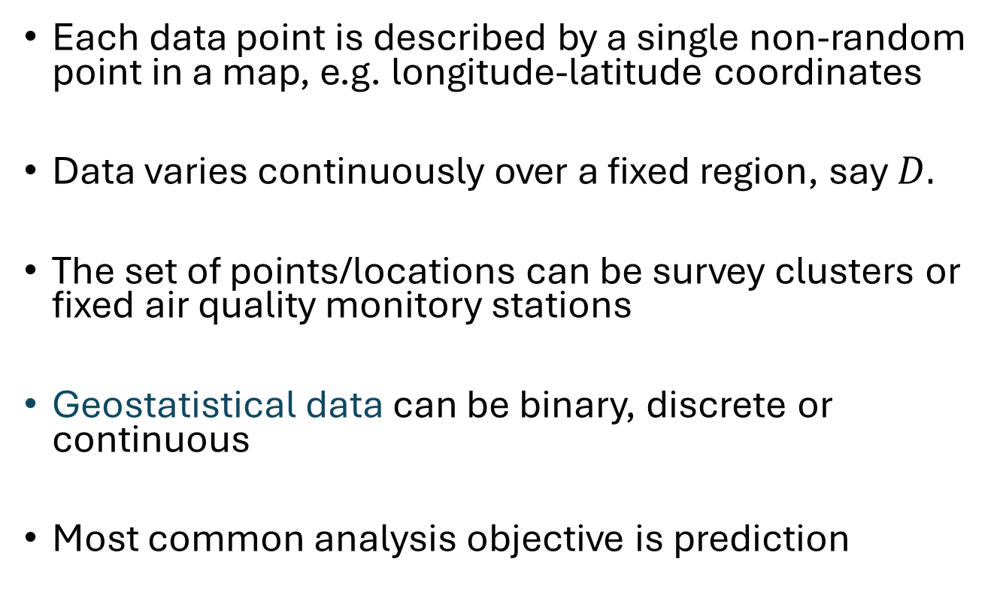 • Each data point is described by a single non-random
point in a map, e.g. longitude-latitude coordinates
• Data varies continuously over a fixed region, say D.
• The set of points/locations can be survey clusters or
fixed air quality monitory stations
• Geostatistical data can be binary, discrete or
continuous
• Most common analysis objective is prediction